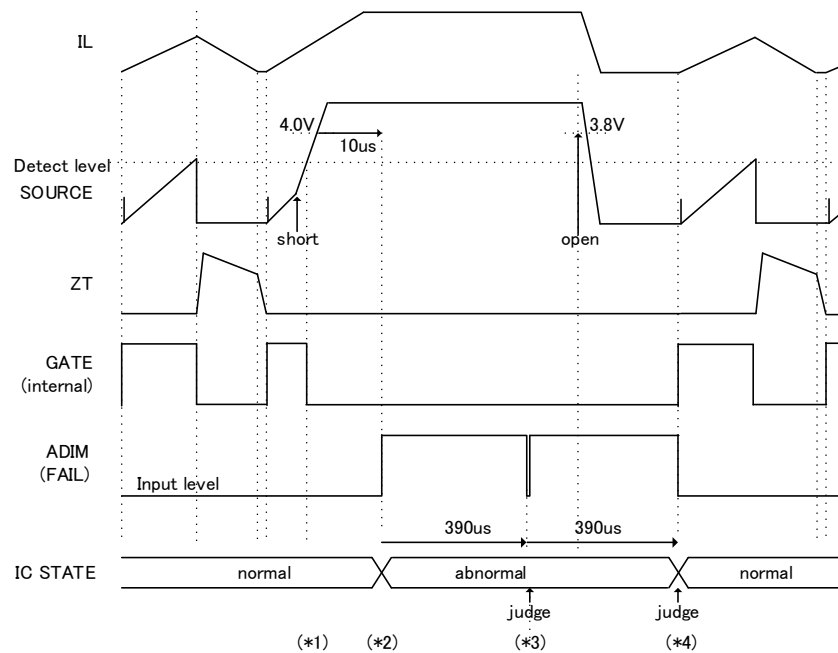 IL
4.0V
3.8V
10us
Detect level
SOURCE
short
open
ZT
GATE
(internal)
ADIM
(FAIL)
Input level
390us
390us
IC STATE
normal
abnormal
normal
judge
judge
(*1)
(*2)
(*3)
(*4)